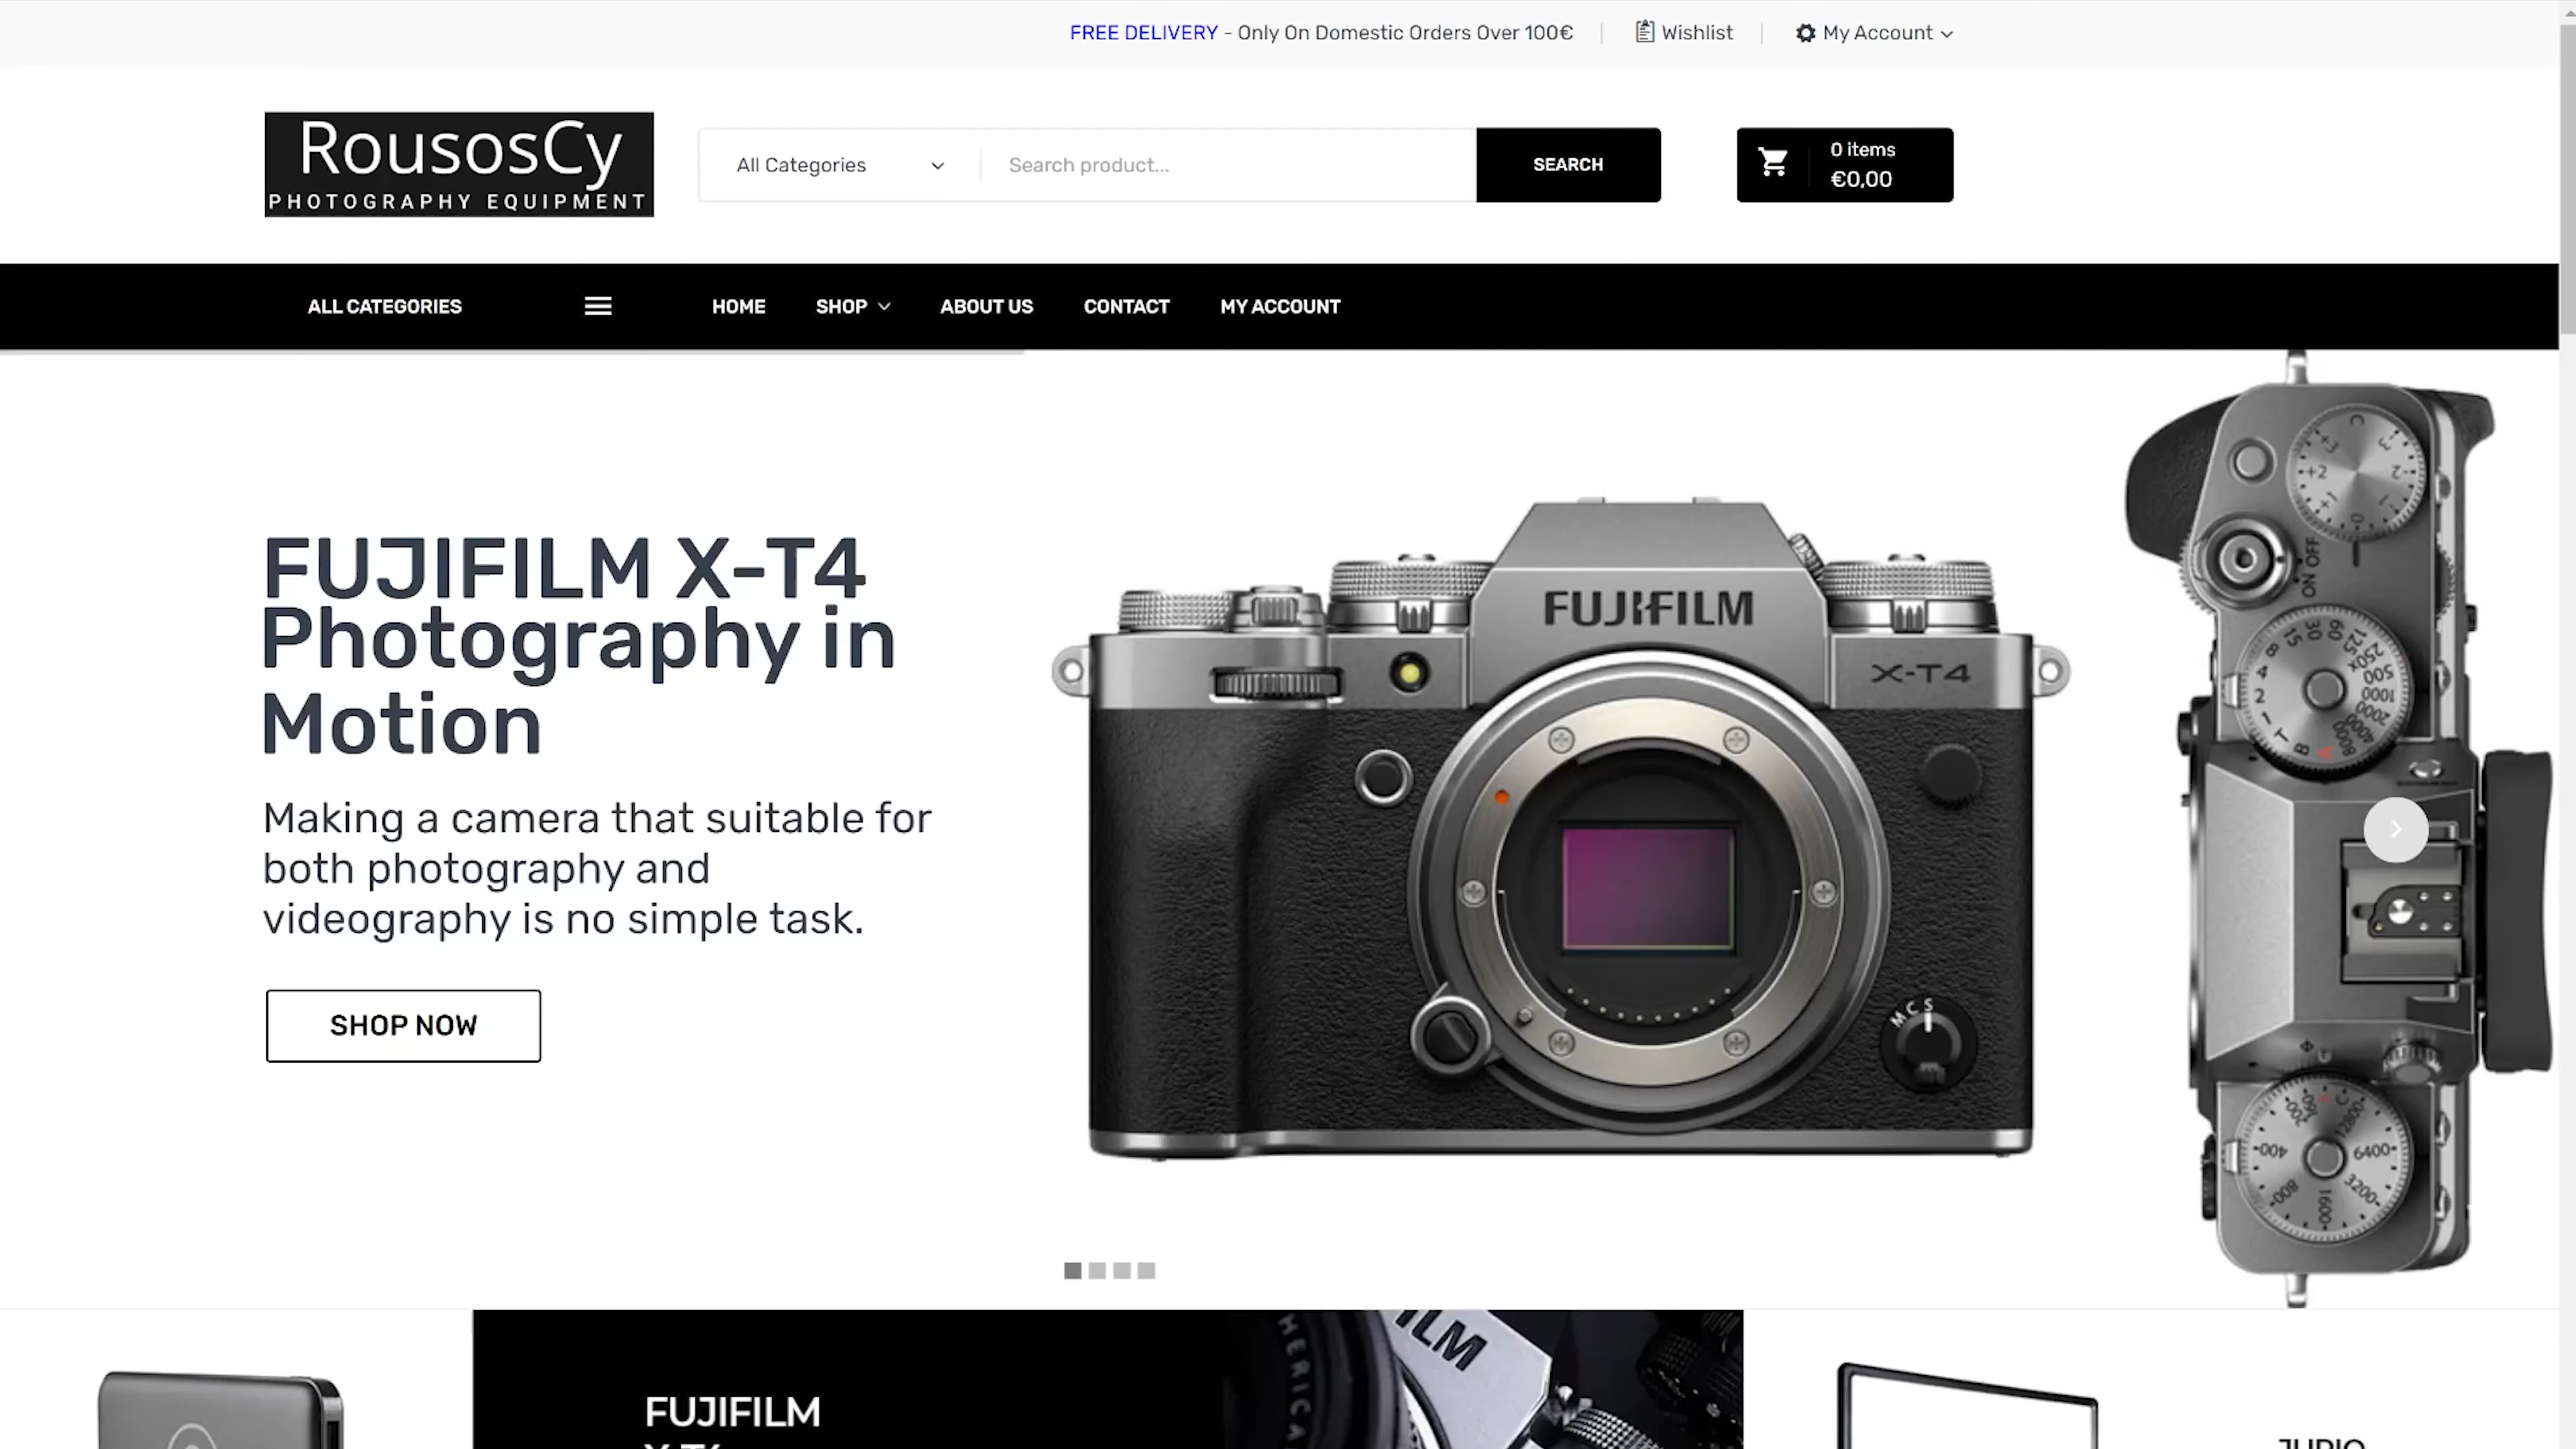 FREE DELIVERY - Only On Domestic Orders Over 100€
Wishlist
My Account
RousosCy
PHOTOGRAPHY EQUIPMENT
All Categories
Search product...
SEARCH
0 items
€0,00
ALL CATEGORIES
HOME
SHOP
ABOUT US
CONTACT
MY ACCOUNT
FUJIFILM X-T4
Photography in
Motion
Making a camera that suitable for
both photography and
videography is no simple task.
SHOP NOW
FUJIFILM
X-T4
M C S
ON OFF
FUJIFILM